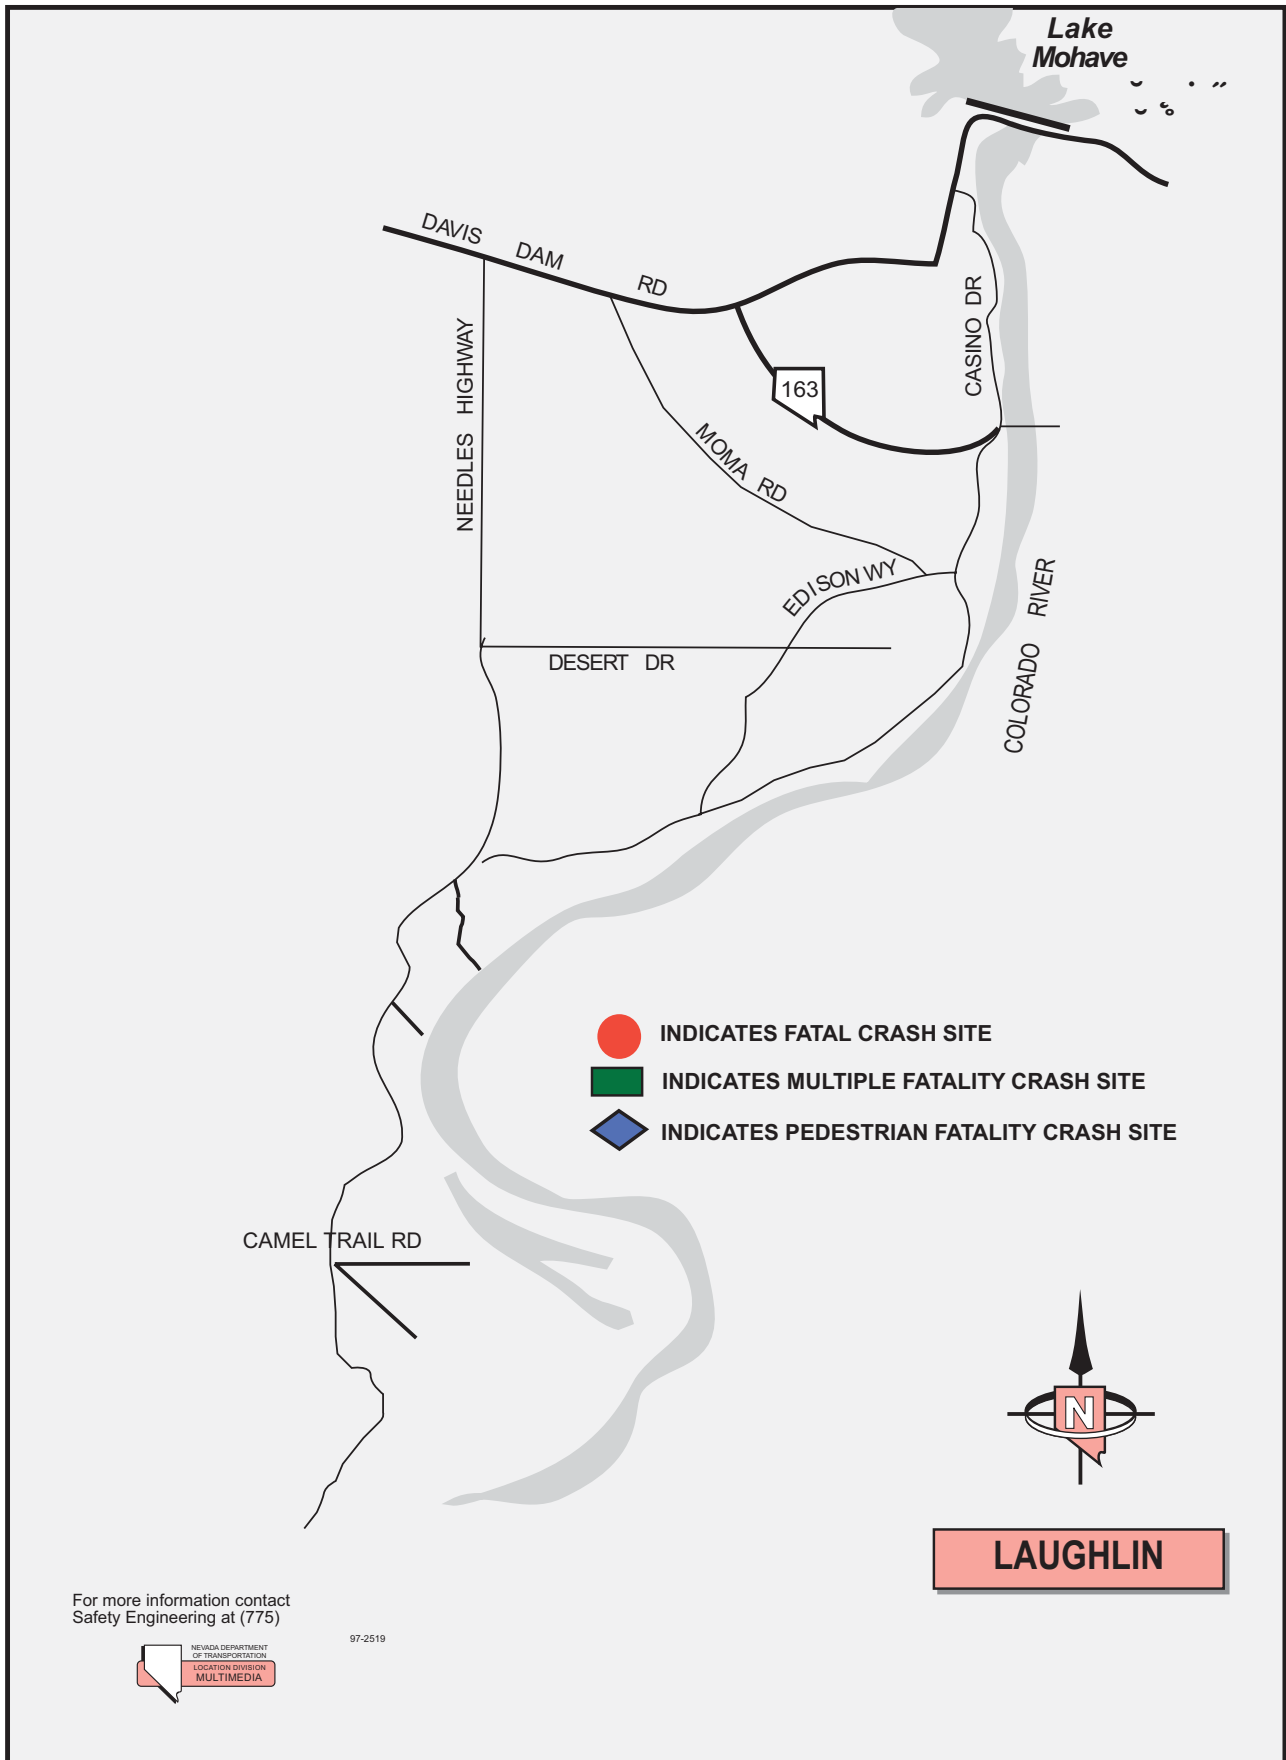 Lake
Mohave
DAVIS DAM RD
NEEDLES HIGHWAY
CASINO DR
163
MOMA RD
EDISON WY
DESERT DR
COLORADO RIVER
INDICATES FATAL CRASH SITE
INDICATES MULTIPLE FATALITY CRASH SITE
INDICATES PEDESTRIAN FATALITY CRASH SITE
CAMEL TRAIL RD
N
LAUGHLIN
For more information contact
Safety Engineering at (775)
97-2519
NEVADA DEPARTMENT
OF TRANSPORTATION
LOCATION DIVISION
MULTIMEDIA